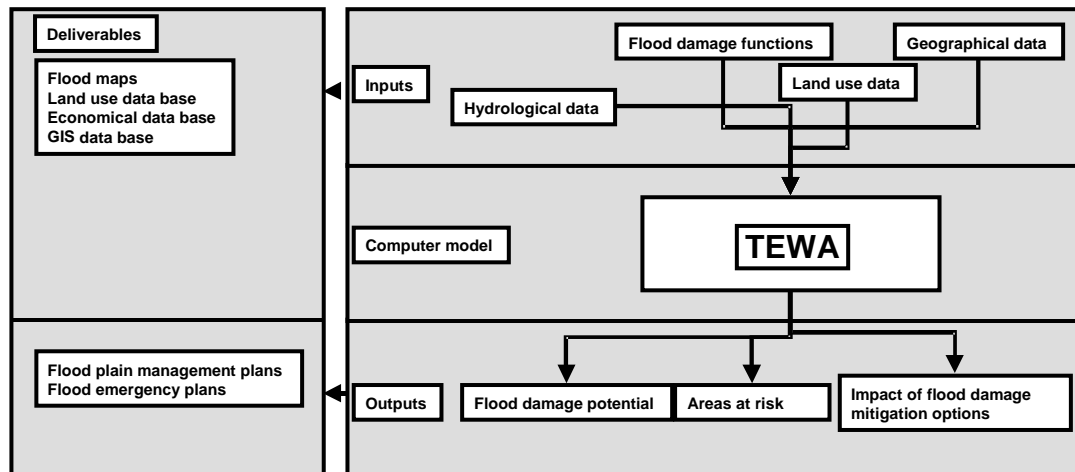 Deliverables
Flood maps
Land use data base
Economical data base
GIS data base
Flood plain management plans
Flood emergency plans
Inputs
Flood damage functions
Geographical data
Land use data
Hydrological data
Computer model
TEWA
Outputs
Flood damage potential
Areas at risk
Impact of flood damage
mitigation options